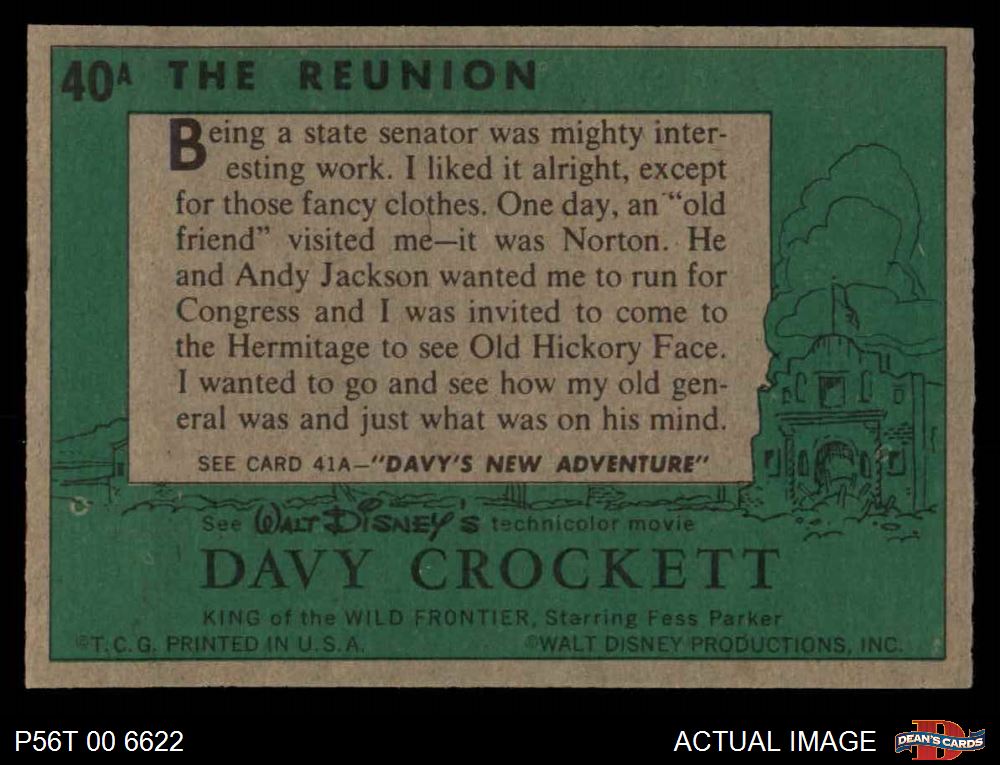 40A THE REUNION
Being a state senator was mighty inter-
esting work. I liked it alright, except
for those fancy clothes. One day, an “old
friend” visited me—it was Norton. He
and Andy Jackson wanted me to run for
Congress and I was invited to come to
the Hermitage to see Old Hickory Face.
I wanted to go and see how my old gen-
eral was and just what was on his mind.
SEE CARD 41A—“DAVY'S NEW ADVENTURE”
See WALT DISNEY'S technicolor movie
DAVY CROCKETT
KING of the WILD FRONTIER, Starring Fess Parker
©T.C.G. PRINTED IN U.S.A. ©WALT DISNEY PRODUCTIONS, INC.
P56T 00 6622 ACTUAL IMAGE D DEAN'S CARDS